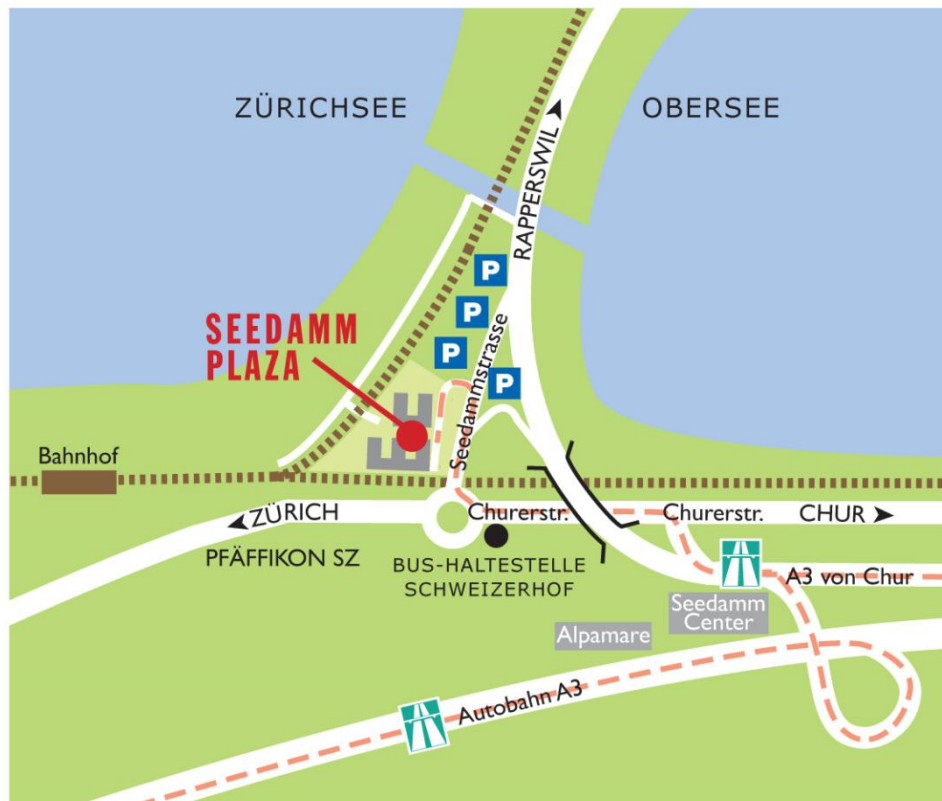 ZÜRICHSEE
OBERSEE
RAPPERSWIL
P
P
P
P
SEEDAMM
PLAZA
Seedammstrasse
Bahnhof
ZÜRICH
Churerstr.
Churerstr.
CHUR
PFÄFFIKON SZ
BUS-HALTESTELLE
SCHWEIZERHOF
A3 von Chur
Seedamm
Center
Alpamare
Autobahn A3